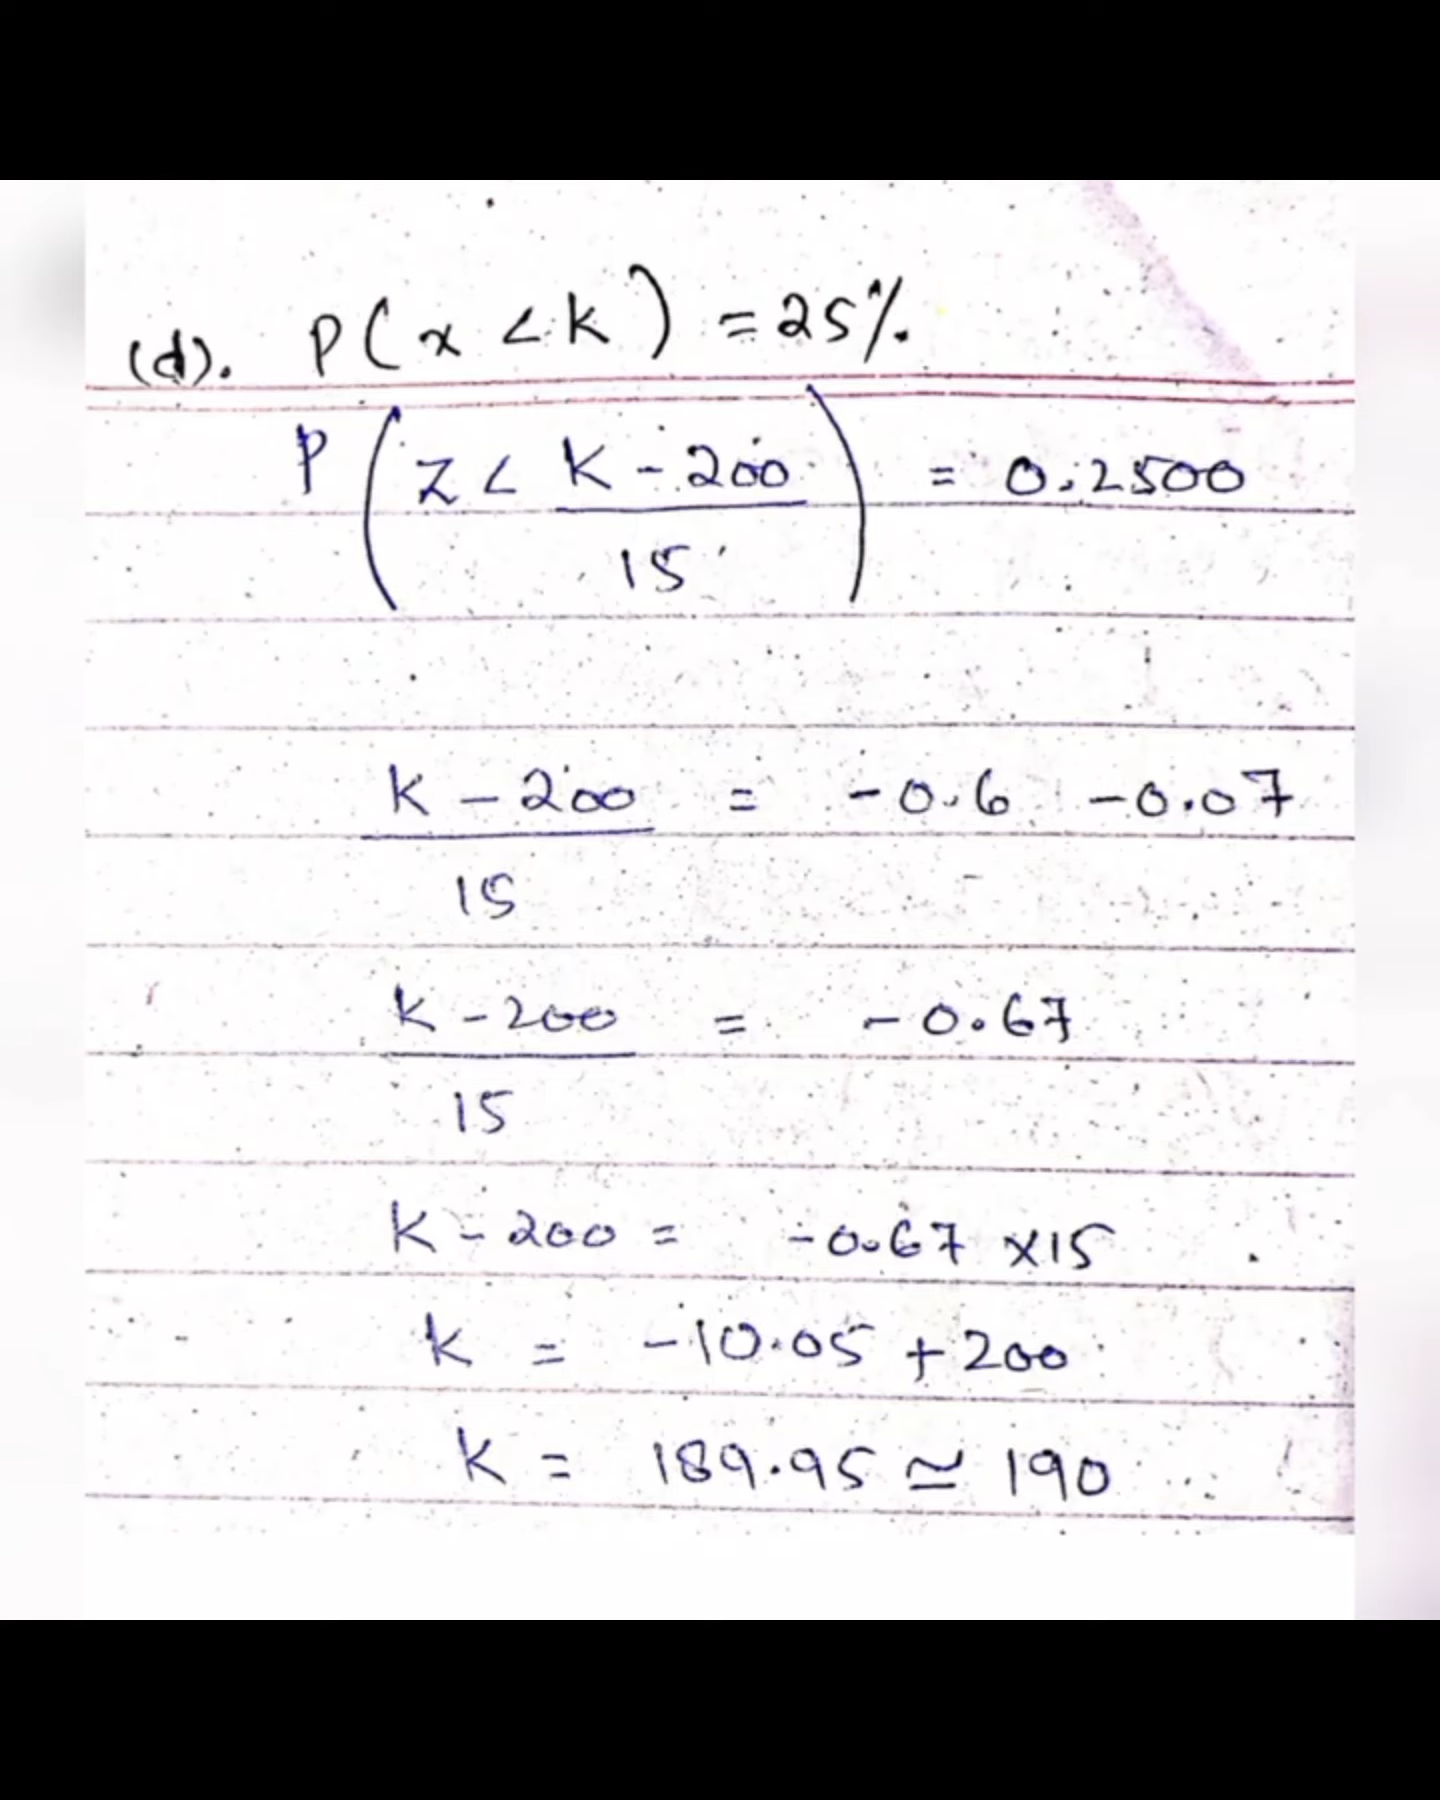 (d). P(x < k) = 25%.
P(Z < (K - 200)/15) = 0.2500
(K - 200)/15 = -0.6 -0.07
(K - 200)/15 = -0.67
K - 200 = -0.67 × 15
K = -10.05 + 200
K = 189.95 ≃ 190